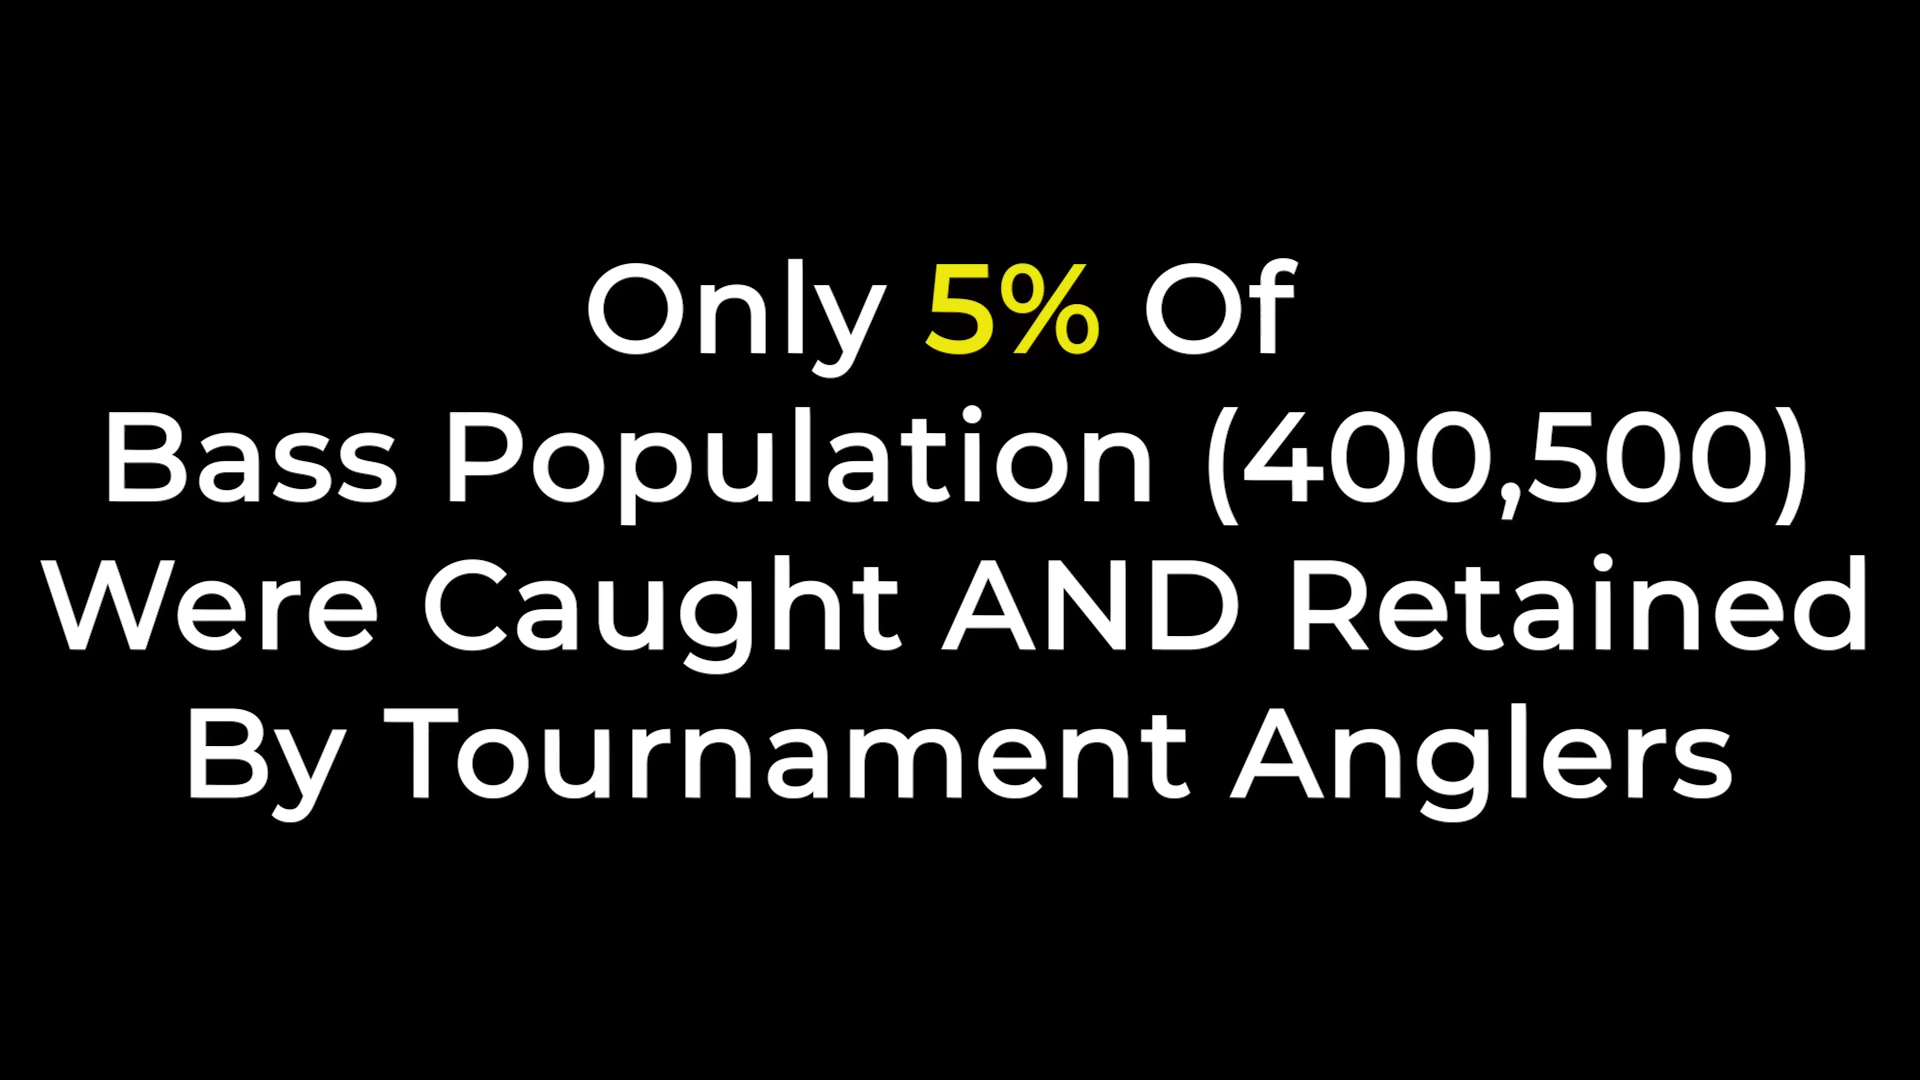 Only 5% Of
Bass Population (400,500)
Were Caught AND Retained
By Tournament Anglers